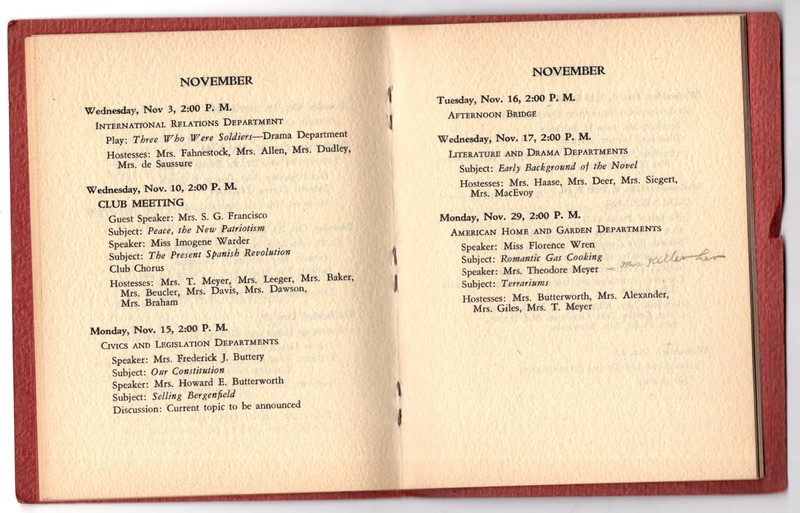 NOVEMBER
Wednesday, Nov 3, 2:00 P. M.
INTERNATIONAL RELATIONS DEPARTMENT
Play: Three Who Were Soldiers—Drama Department
Hostesses: Mrs. Fahnestock, Mrs. Allen, Mrs. Dudley,
Mrs. de Saussure
Wednesday, Nov. 10, 2:00 P. M.
CLUB MEETING
Guest Speaker: Mrs. S. G. Francisco
Subject: Peace, the New Patriotism
Speaker: Miss Imogene Warder
Subject: The Present Spanish Revolution
Club Chorus
Hostesses: Mrs. T. Meyer, Mrs. Leeger, Mrs. Baker,
Mrs. Beucler, Mrs. Davis, Mrs. Dawson,
Mrs. Braham
Monday, Nov. 15, 2:00 P. M.
CIVICS AND LEGISLATION DEPARTMENTS
Speaker: Mrs. Frederick J. Buttery
Subject: Our Constitution
Speaker: Mrs. Howard E. Butterworth
Subject: Selling Bergenfield
Discussion: Current topic to be announced
NOVEMBER
Tuesday, Nov. 16, 2:00 P. M.
AFTERNOON BRIDGE
Wednesday, Nov. 17, 2:00 P. M.
LITERATURE AND DRAMA DEPARTMENTS
Subject: Early Background of the Novel
Hostesses: Mrs. Haase, Mrs. Deer, Mrs. Siegert,
Mrs. MacEvoy
Monday, Nov. 29, 2:00 P. M.
AMERICAN HOME AND GARDEN DEPARTMENTS
Speaker: Miss Florence Wren
Subject: Romantic Gas Cooking
Speaker: Mrs. Theodore Meyer –
Subject: Terrariums
Hostesses: Mrs. Butterworth, Mrs. Alexander,
Mrs. Giles, Mrs. T. Meyer